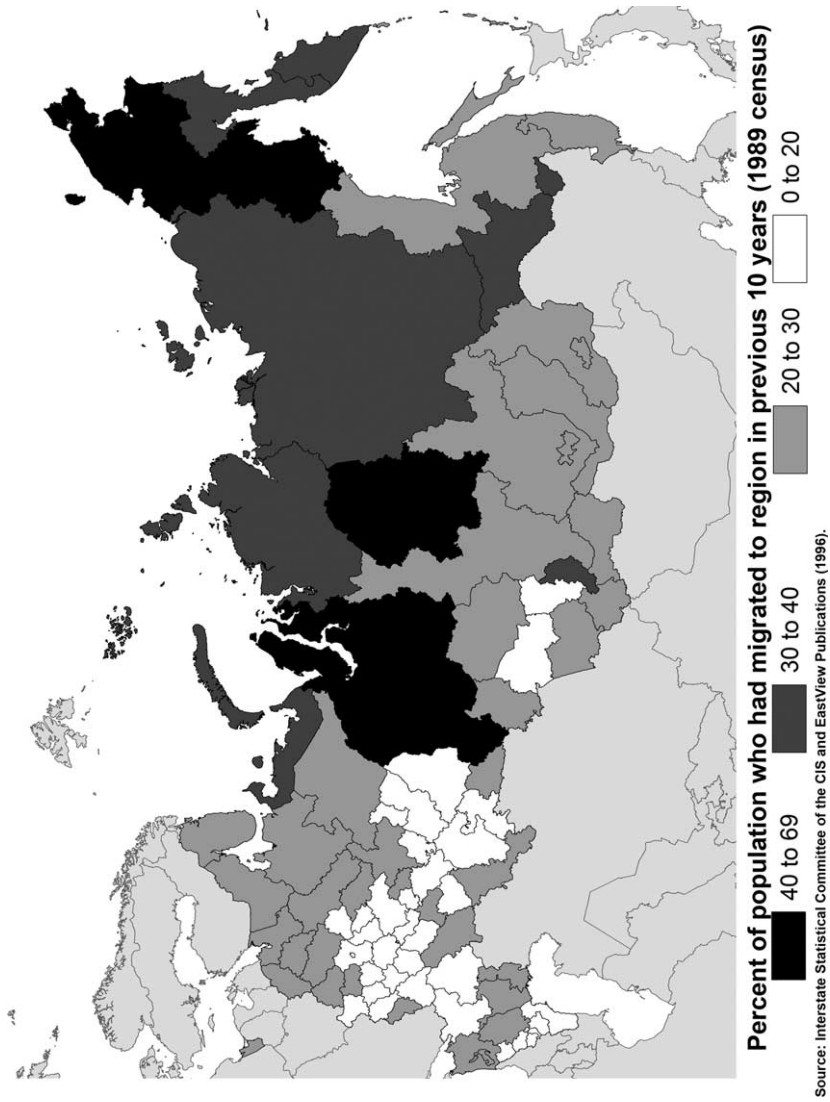 Percent of population who had migrated to region in previous 10 years (1989 census)
40 to 69 30 to 40 20 to 30 0 to 20
Source: Interstate Statistical Committee of the CIS and EastView Publications (1996).